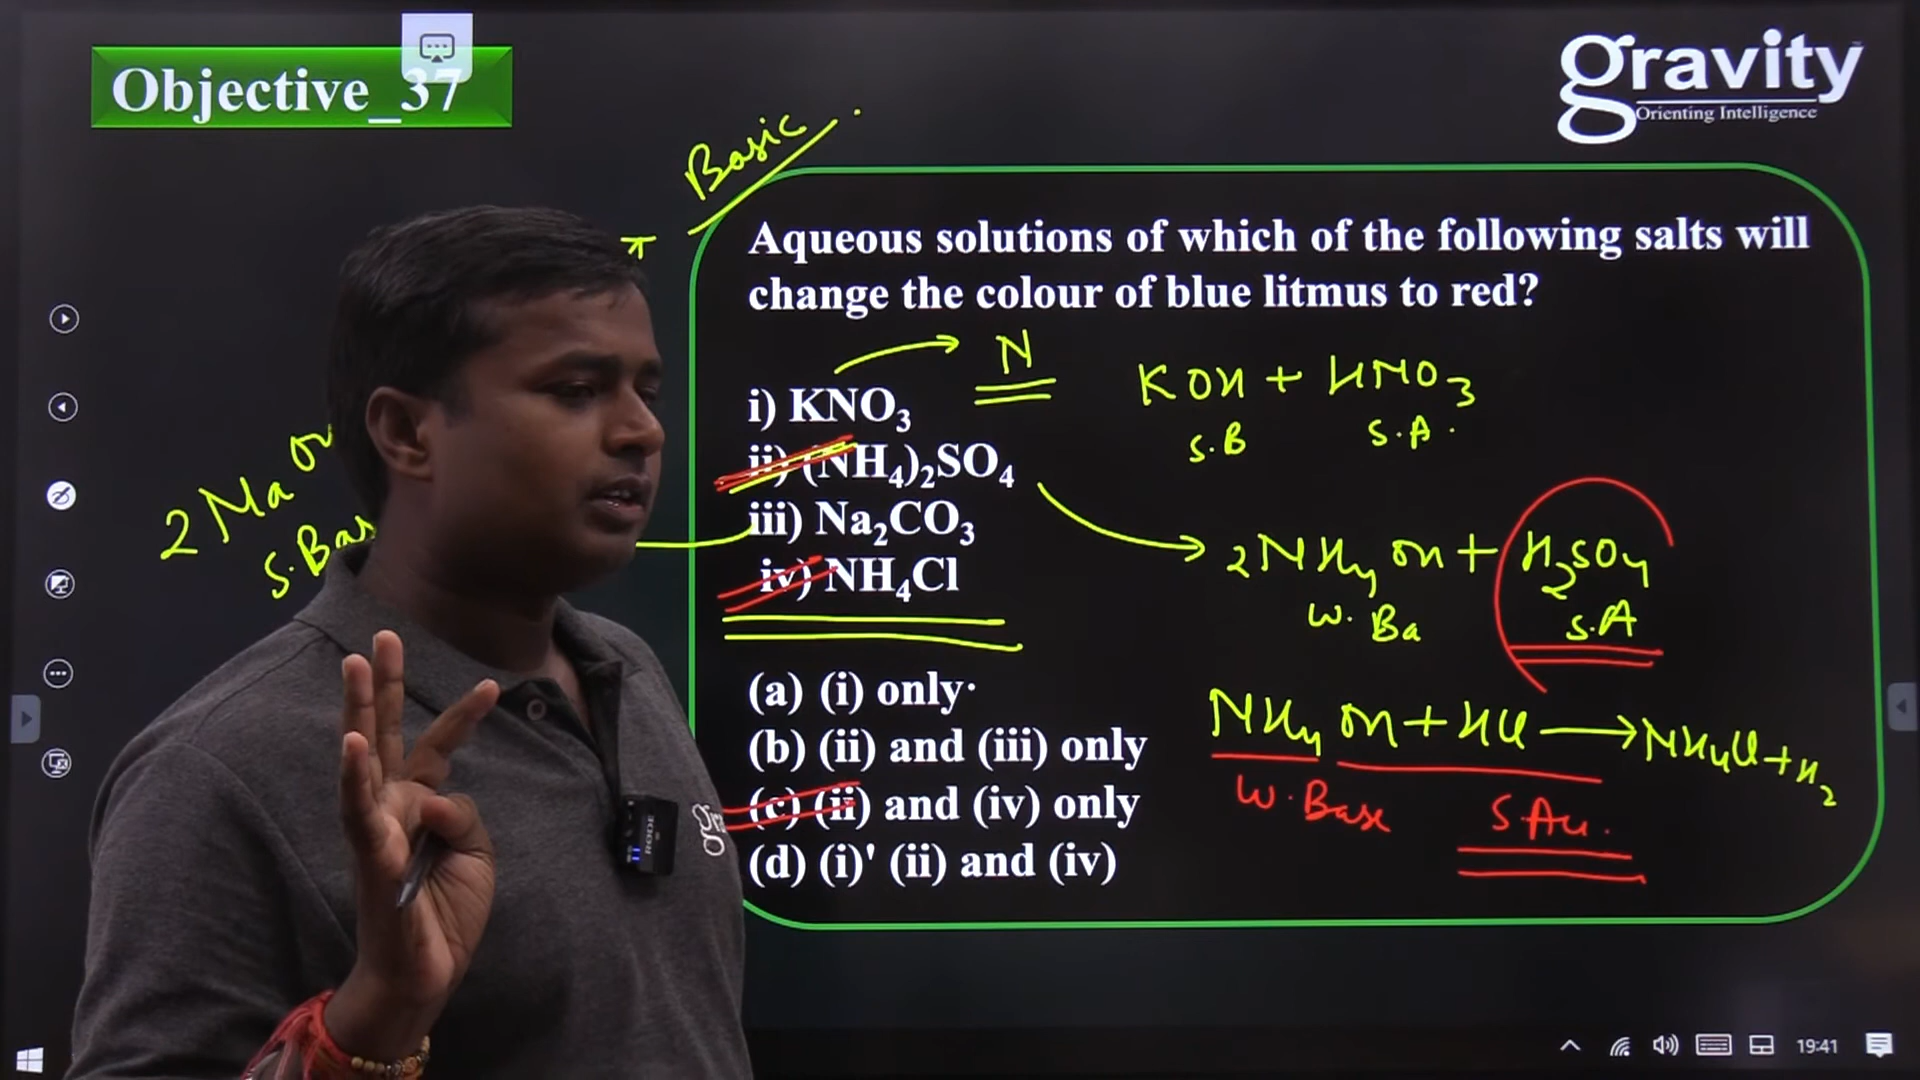 Objective_37
gravity
Orienting Intelligence
Basic
Aqueous solutions of which of the following salts will
change the colour of blue litmus to red?
N
i) KNO₃
KOH + HNO₃
S.B S.A.
ii) (NH₄)₂SO₄
iii) Na₂CO₃
2NaOH
S.Bas
2NH₄OH + H₂SO₄
W. Ba S.A
iv) NH₄Cl
(a) (i) only·
(b) (ii) and (iii) only
(c) (ii) and (iv) only
(d) (i)' (ii) and (iv)
NH₄OH + HCl → NH₄Cl + H₂
W. Base
RODE
19:41